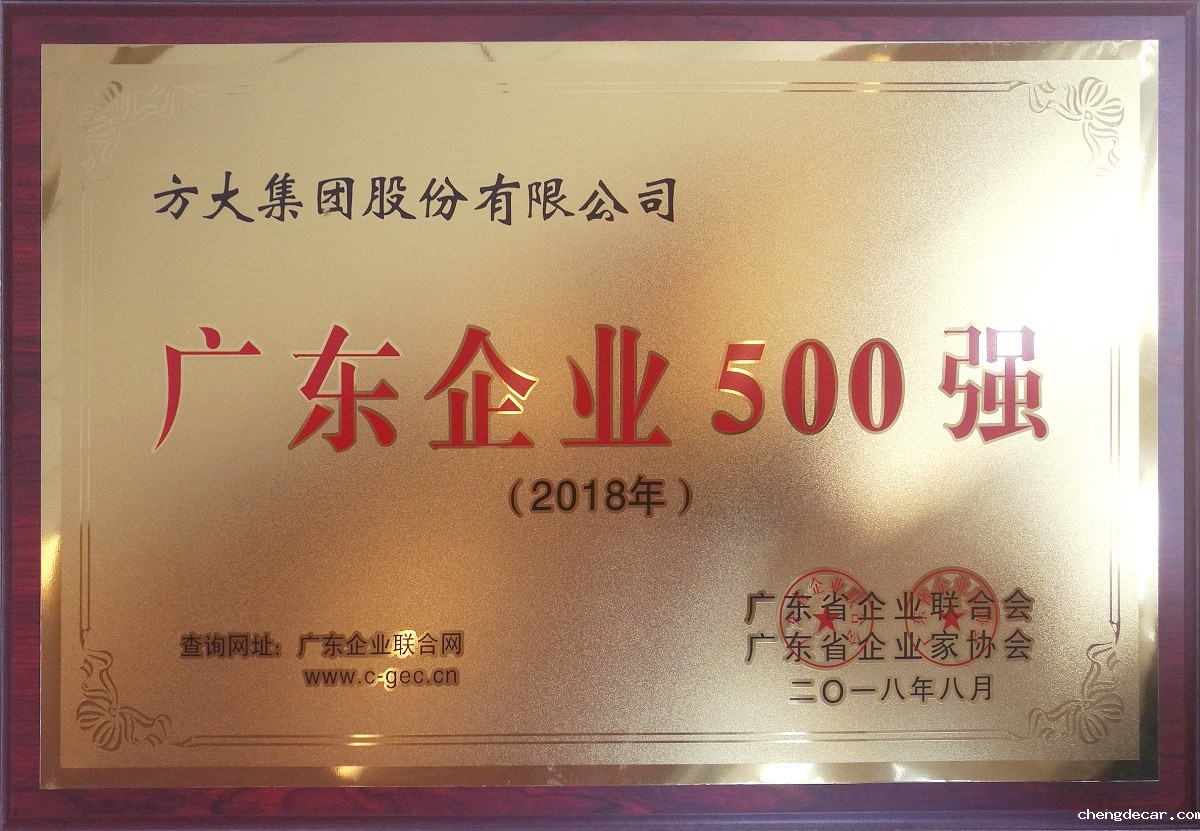 方大集团股份有限公司
广东企业500强
（2018年）
查询网址：广东企业联合网
www.c-gec.cn
广东省企业联合会
广东省企业家协会
二〇一八年八月
chengdecar.com